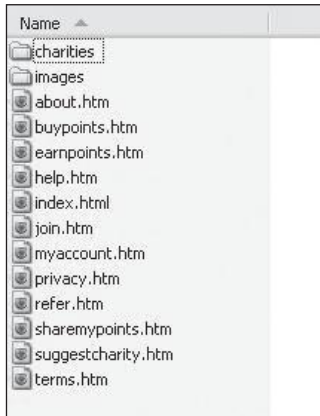 Name
charities
images
about.htm
buypoints.htm
earnpoints.htm
help.htm
index.html
join.htm
myaccount.htm
privacy.htm
refer.htm
sharemypoints.htm
suggestcharity.htm
terms.htm